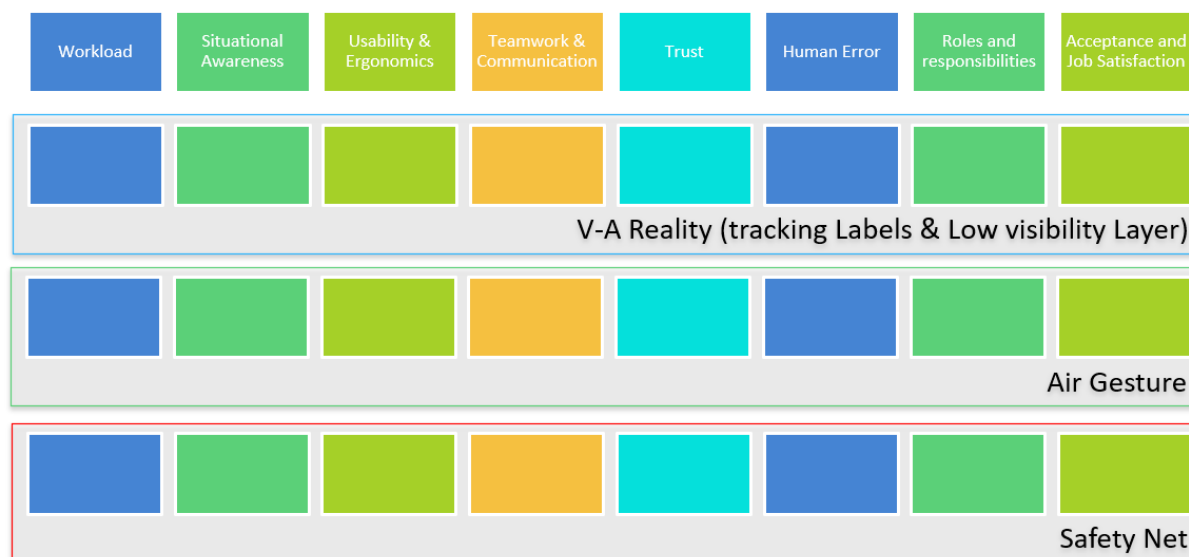 Workload
Situational
Awareness
Usability &
Ergonomics
Teamwork &
Communication
Trust
Human Error
Roles and
responsibilities
Acceptance and
Job Satisfaction
V-A Reality (tracking Labels & Low visibility Layer)
Air Gesture
Safety Net